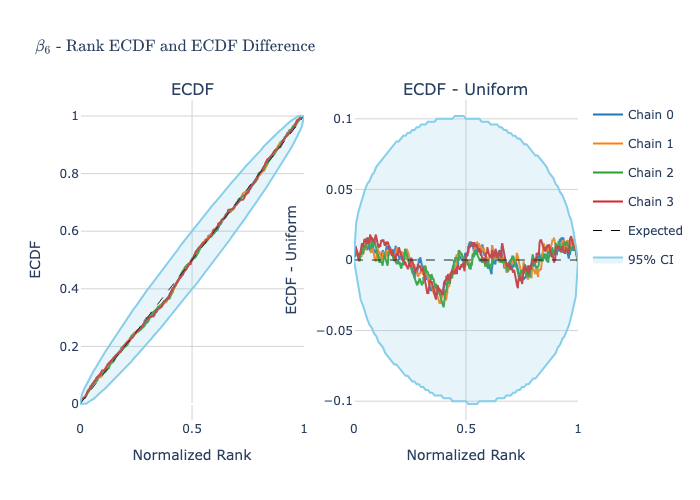 β₆ - Rank ECDF and ECDF Difference
ECDF
ECDF - Uniform
1
0.8
0.6
0.4
0.2
0
ECDF
0
0.5
1
Normalized Rank
0.1
0.05
0
−0.05
−0.1
ECDF - Uniform
0
0.5
1
Normalized Rank
Chain 0
Chain 1
Chain 2
Chain 3
Expected
95% CI